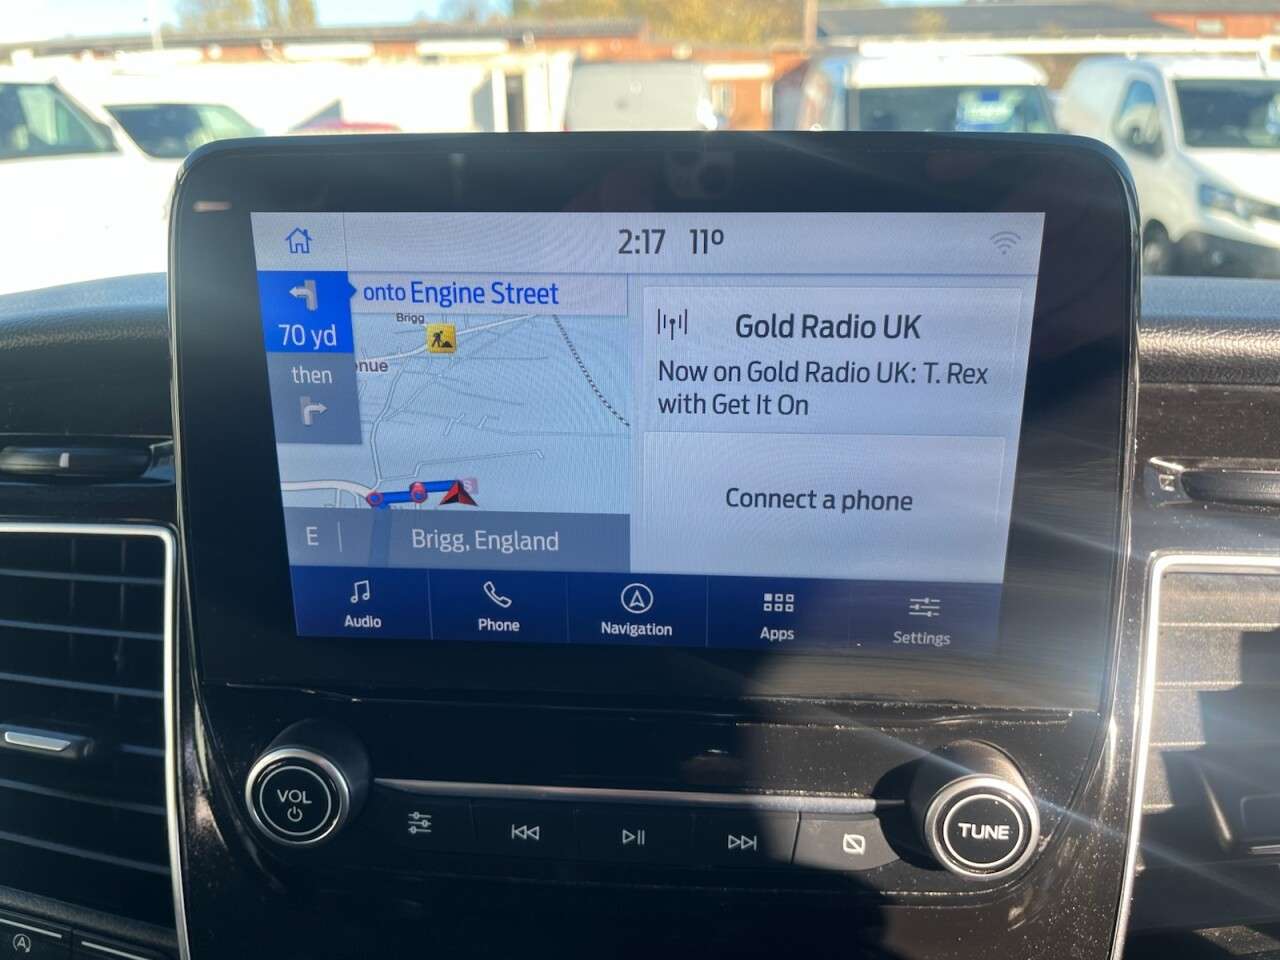 2:17 11°
onto Engine Street
70 yd
then
Brigg
nue
S
E
Brigg, England
Gold Radio UK
Now on Gold Radio UK: T. Rex
with Get It On
Connect a phone
Audio
Phone
Navigation
Apps
Settings
VOL
TUNE
A